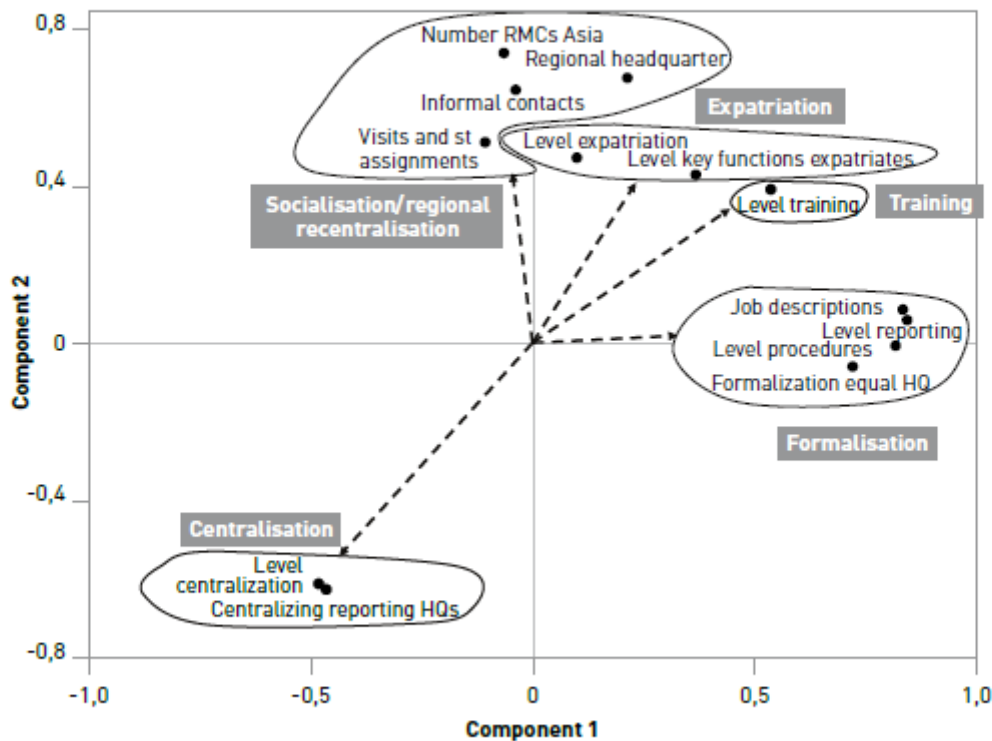 0,8
Number RMCs Asia
Regional headquarter
Informal contacts
Expatriation
Visits and st
assignments
Level expatriation
Level key functions expatriates
0,4
Socialisation/regional
recentralisation
Level training
Training
Component 2
Job descriptions
Level reporting
0
Level procedures
Formalization equal HQ
Formalisation
-0,4
Centralisation
Level
centralization
Centralizing reporting HQs
-0,8
-1,0
-0,5
0
0,5
1,0
Component 1